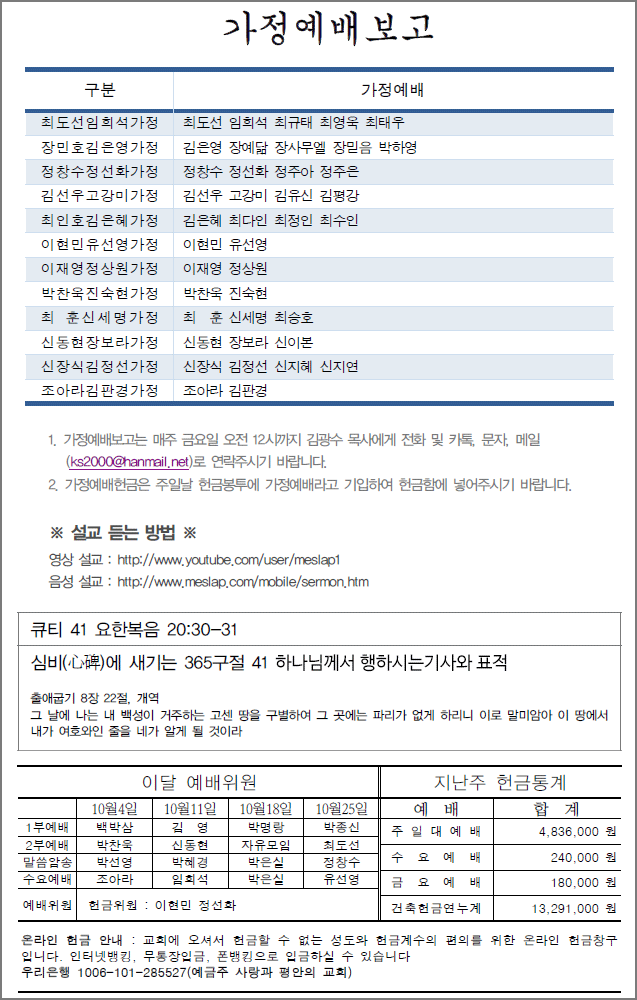 가정예배보고
구분 가정예배
최도선임희석가정 최도선 임희석 최규태 최영욱 최태우
장민호김은영가정 김은영 장예닮 장사무엘 장믿음 박하영
정창수정선화가정 정창수 정선화 정주아 정주은
김선우고강미가정 김선우 고강미 김유신 김평강
최인호김은혜가정 김은혜 최다인 최정인 최수인
이현민유선영가정 이현민 유선영
이재영정상원가정 이재영 정상원
박찬욱진숙현가정 박찬욱 진숙현
최 훈신세명가정 최 훈 신세명 최승호
신동현장보라가정 신동현 장보라 신이본
신장식김정선가정 신장식 김정선 신지혜 신지연
조아라김판경가정 조아라 김판경
1. 가정예배보고는 매주 금요일 오전 12시까지 김광수 목사에게 전화 및 카톡, 문자, 메일
(ks2000@hanmail.net)로 연락주시기 바랍니다.
2. 가정예배헌금은 주일날 헌금봉투에 가정예배라고 기입하여 헌금함에 넣어주시기 바랍니다.
※ 설교 듣는 방법 ※
영상 설교 : http://www.youtube.com/user/meslap1
음성 설교 : http://www.meslap.com/mobile/sermon.htm
큐티 41 요한복음 20:30-31
심비(心碑)에 새기는 365구절 41 하나님께서 행하시는기사와 표적
출애굽기 8장 22절, 개역
그 날에 나는 내 백성이 거주하는 고센 땅을 구별하여 그 곳에는 파리가 없게 하리니 이로 말미암아 이 땅에서
내가 여호와인 줄을 네가 알게 될 것이라
이달 예배위원 지난주 헌금통계
10월4일 10월11일 10월18일 10월25일 예 배 합 계
1부예배 백박삼 김 영 박명랑 박종신
주 일 대 예 배 4,836,000 원
2부예배 박찬욱 신동현 자유모임 최도선
말씀암송 박선영 박혜경 박은실 정창수
수 요 예 배 240,000 원
수요예배 조아라 임희석 박은실 유선영
금 요 예 배 180,000 원
예배위원 헌금위원 : 이현민 정선화
건축헌금연누계 13,291,000 원
온라인 헌금 안내 : 교회에 오셔서 헌금할 수 없는 성도와 헌금계수의 편의를 위한 온라인 헌금창구
입니다. 인터넷뱅킹, 무통장입금, 폰뱅킹으로 입금하실 수 있습니다
우리은행 1006-101-285527(예금주 사랑과 평안의 교회)